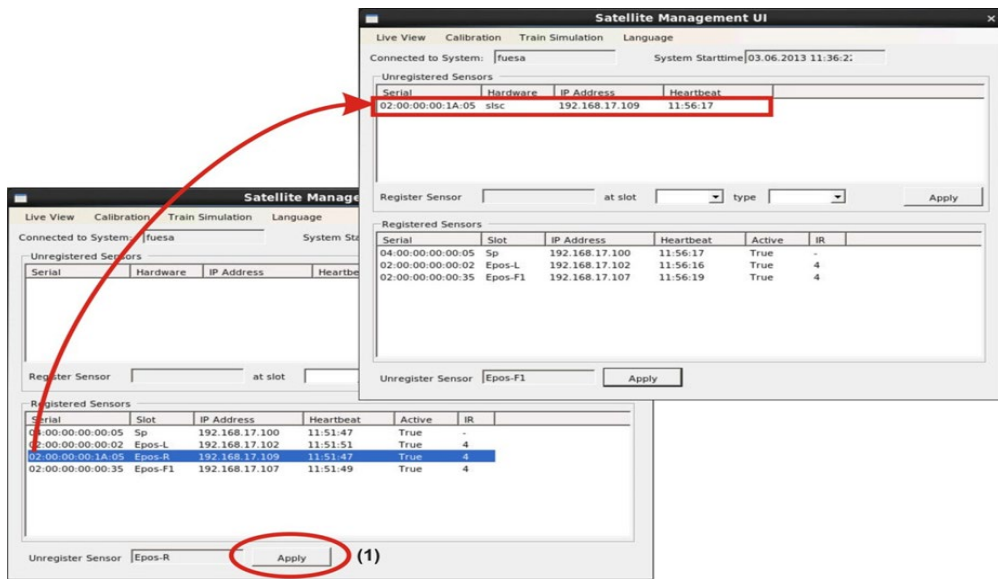 Satellite Management UI
Live View Calibration Train Simulation Language
Connected to System: fuesa System Starttime 03.06.2013 11:36:2
Unregistered Sensors
Serial Hardware IP Address Heartbeat
02:00:00:00:1A:05 slsc 192.168.17.109 11:56:17
Register Sensor at slot type Apply
Registered Sensors
Serial Slot IP Address Heartbeat Active IR
04:00:00:00:00:05 Sp 192.168.17.100 11:56:17 True -
02:00:00:00:00:02 Epos-L 192.168.17.102 11:56:16 True 4
02:00:00:00:00:35 Epos-F1 192.168.17.107 11:56:19 True 4
Unregister Sensor Epos-F1 Apply
Satellite Manage
Live View Calibration Train Simulation Language
Connected to System: fuesa System Sta
Unregistered Sensors
Serial Hardware IP Address Heartbe
Register Sensor at slot
Registered Sensors
Serial Slot IP Address Heartbeat Active IR
04:00:00:00:00:05 Sp 192.168.17.100 11:51:47 True -
02:00:00:00:00:02 Epos-L 192.168.17.102 11:51:51 True 4
02:00:00:00:1A:05 Epos-R 192.168.17.109 11:51:47 True 4
02:00:00:00:00:35 Epos-F1 192.168.17.107 11:51:49 True 4
Unregister Sensor Epos-R Apply (1)